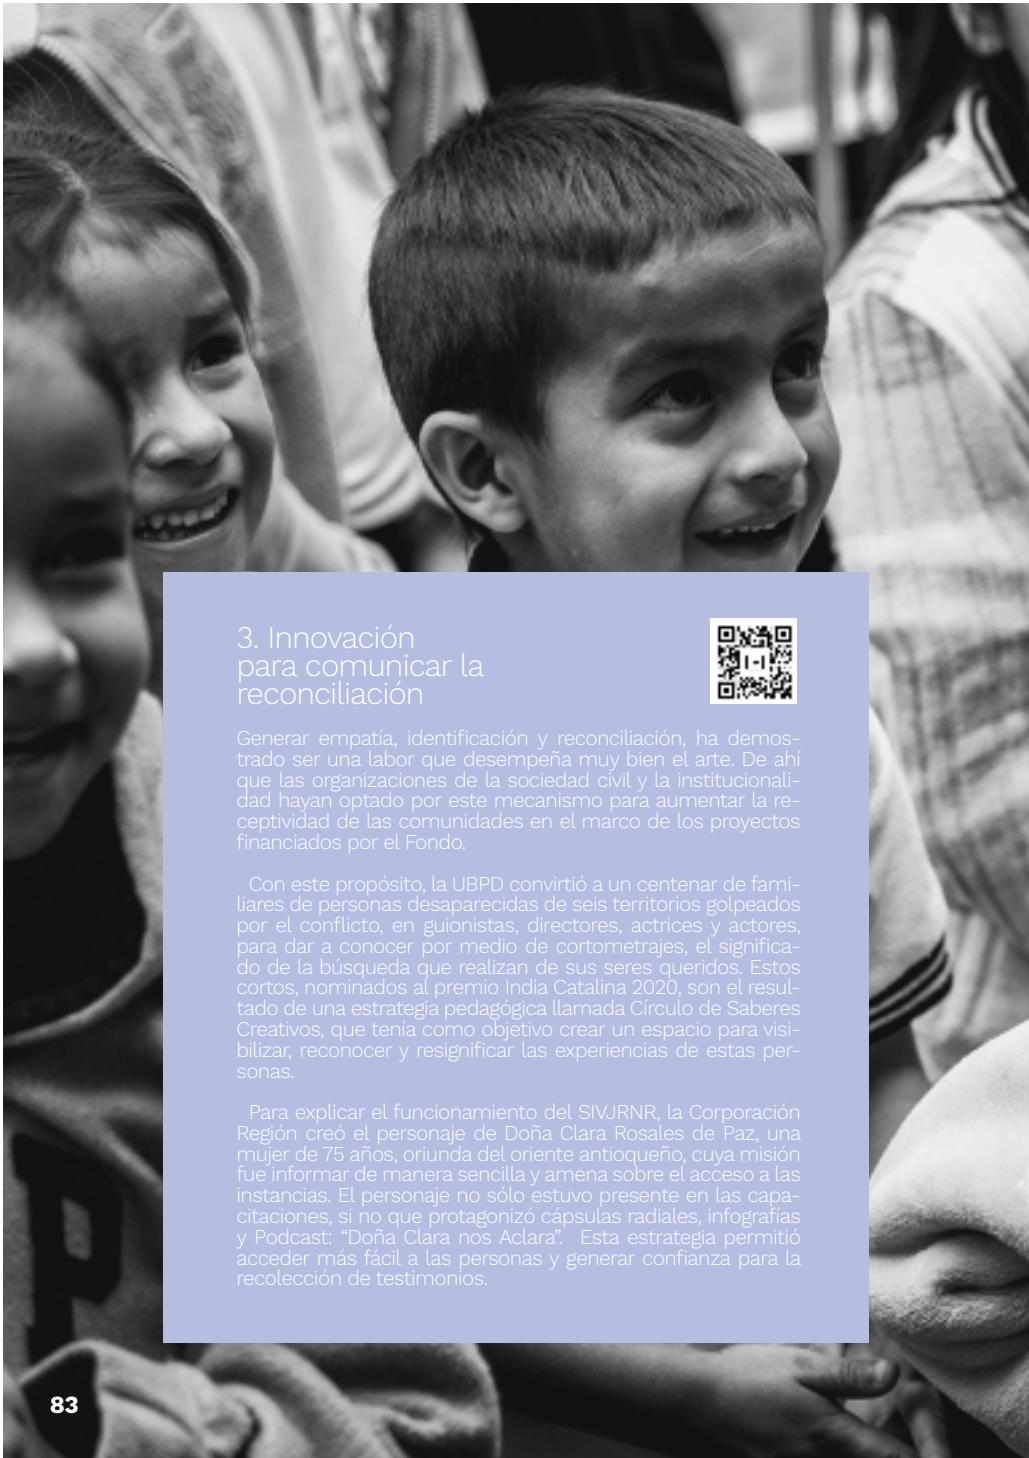 3. Innovación
para comunicar la
reconciliación
Generar empatía, identificación y reconciliación, ha demos-
trado ser una labor que desempeña muy bien el arte. De ahí
que las organizaciones de la sociedad civil y la institucionali-
dad hayan optado por este mecanismo para aumentar la re-
ceptividad de las comunidades en el marco de los proyectos
financiados por el Fondo.
Con este propósito, la UBPD convirtió a un centenar de fami-
liares de personas desaparecidas de seis territorios golpeados
por el conflicto, en guionistas, directores, actrices y actores,
para dar a conocer por medio de cortometrajes, el significa-
do de la búsqueda que realizan de sus seres queridos. Estos
cortos, nominados al premio India Catalina 2020, son el resul-
tado de una estrategia pedagógica llamada Círculo de Saberes
Creativos, que tenía como objetivo crear un espacio para visi-
bilizar, reconocer y resignificar las experiencias de estas per-
sonas.
Para explicar el funcionamiento del SIVJRNR, la Corporación
Región creó el personaje de Doña Clara Rosales de Paz, una
mujer de 75 años, oriunda del oriente antioqueño, cuya misión
fue informar de manera sencilla y amena sobre el acceso a las
instancias. El personaje no sólo estuvo presente en las capa-
citaciones, si no que protagonizó cápsulas radiales, infografías
y Podcast: “Doña Clara nos Aclara”. Esta estrategia permitió
acceder más fácil a las personas y generar confianza para la
recolección de testimonios.
83